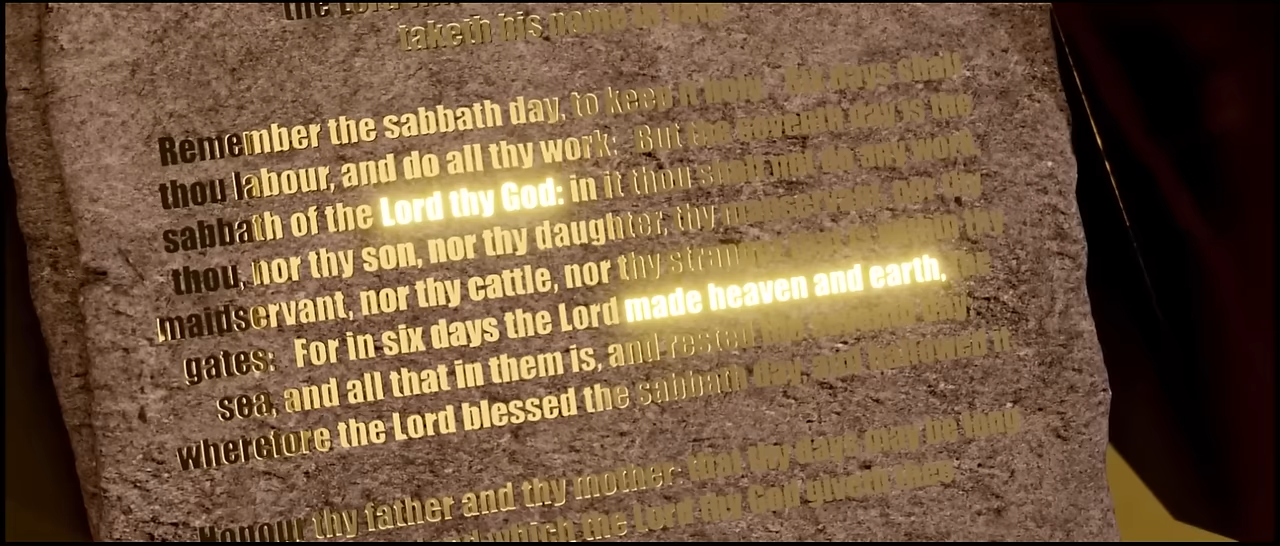 the Lord
taketh his name in vain
Remember the sabbath day, to keep it holy. Six days shalt
thou labour, and do all thy work: But the seventh day is the
sabbath of the Lord thy God: in it thou shalt not do any work,
thou, nor thy son, nor thy daughter, thy manservant, nor thy
maidservant, nor thy cattle, nor thy stranger that is within thy
gates: For in six days the Lord made heaven and earth, the
sea, and all that in them is, and rested the seventh day
wherefore the Lord blessed the sabbath day, and hallowed it
Honour thy father and thy mother: that thy days may be long
which the Lord thy God giveth thee